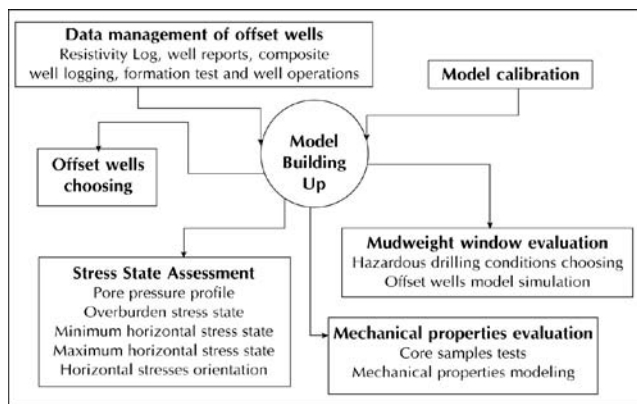 Data management of offset wells
Resistivity Log, well reports, composite
well logging, formation test and well operations
Model calibration
Model
Building
Up
Offset wells
choosing
Mudweight window evaluation
Hazardous drilling conditions choosing
Offset wells model simulation
Stress State Assessment
Pore pressure profile
Overburden stress state
Minimum horizontal stress state
Maximum horizontal stress state
Horizontal stresses orientation
Mechanical properties evaluation
Core samples tests
Mechanical properties modeling